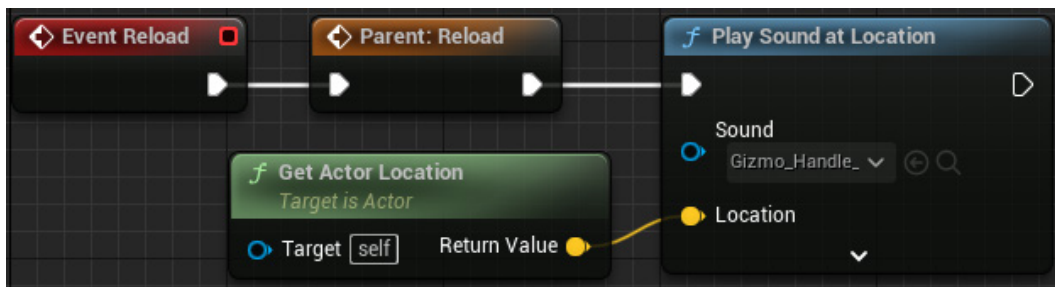 Event Reload
Parent: Reload
f Play Sound at Location
Sound
Gizmo_Handle_
Location
f Get Actor Location
Target is Actor
Target self
Return Value